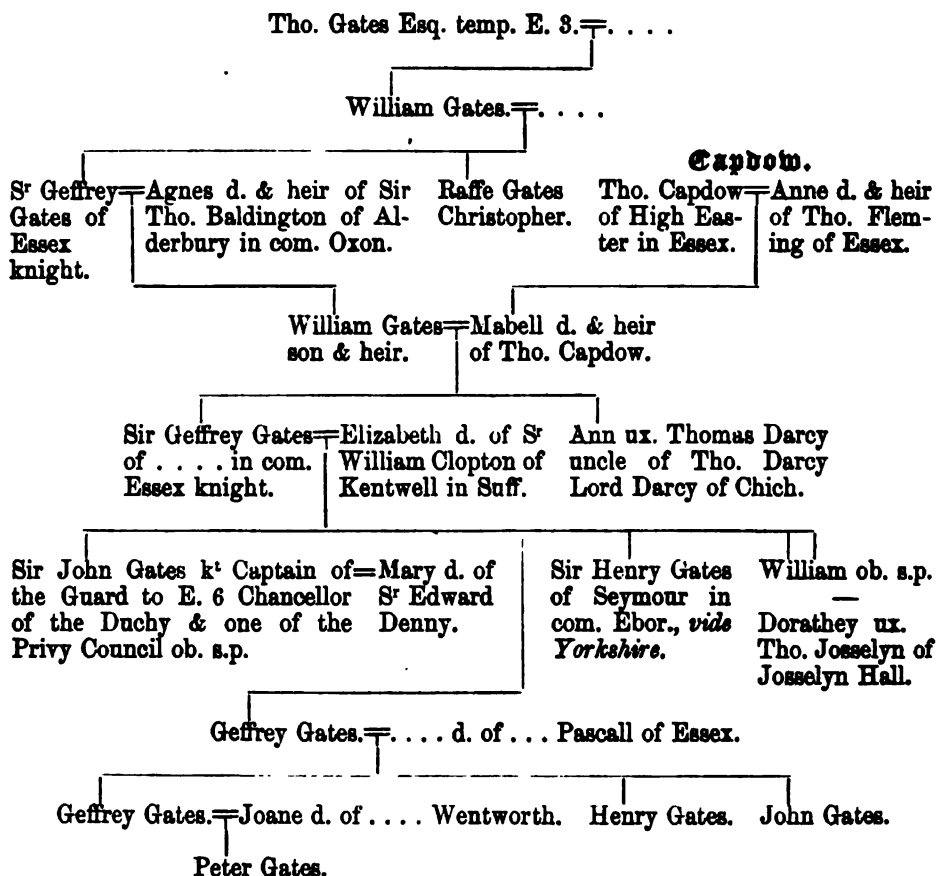 Tho. Gates Esq. temp. E. 3.=. . . .
William Gates.=. . . .
Capdow.
Sʳ Geffrey=
Gates of
Essex
knight.
Agnes d. & heir of Sir
Tho. Baldington of Al-
derbury in com. Oxon.
Raffe Gates
Christopher.
Tho. Capdow=
of High Eas-
ter in Essex.
Anne d. & heir
of Tho. Flem-
ing of Essex.
William Gates=
son & heir.
Mabell d. & heir
of Tho. Capdow.
Sir Geffrey Gates=
of . . . . in com.
Essex knight.
Elizabeth d. of Sʳ
William Clopton of
Kentwell in Suff.
Ann ux. Thomas Darcy
uncle of Tho. Darcy
Lord Darcy of Chich.
Sir John Gates kᵗ Captain of=
the Guard to E. 6 Chancellor
of the Duchy & one of the
Privy Council ob. s.p.
Mary d. of
Sʳ Edward
Denny.
Sir Henry Gates
of Seymour in
com. Ebor., vide
Yorkshire.
William ob. s.p.
—
Dorathey ux.
Tho. Josselyn of
Josselyn Hall.
Geffrey Gates.=. . . . d. of . . . Pascall of Essex.
Geffrey Gates.=Joane d. of . . . . Wentworth.
Henry Gates.
John Gates.
Peter Gates.